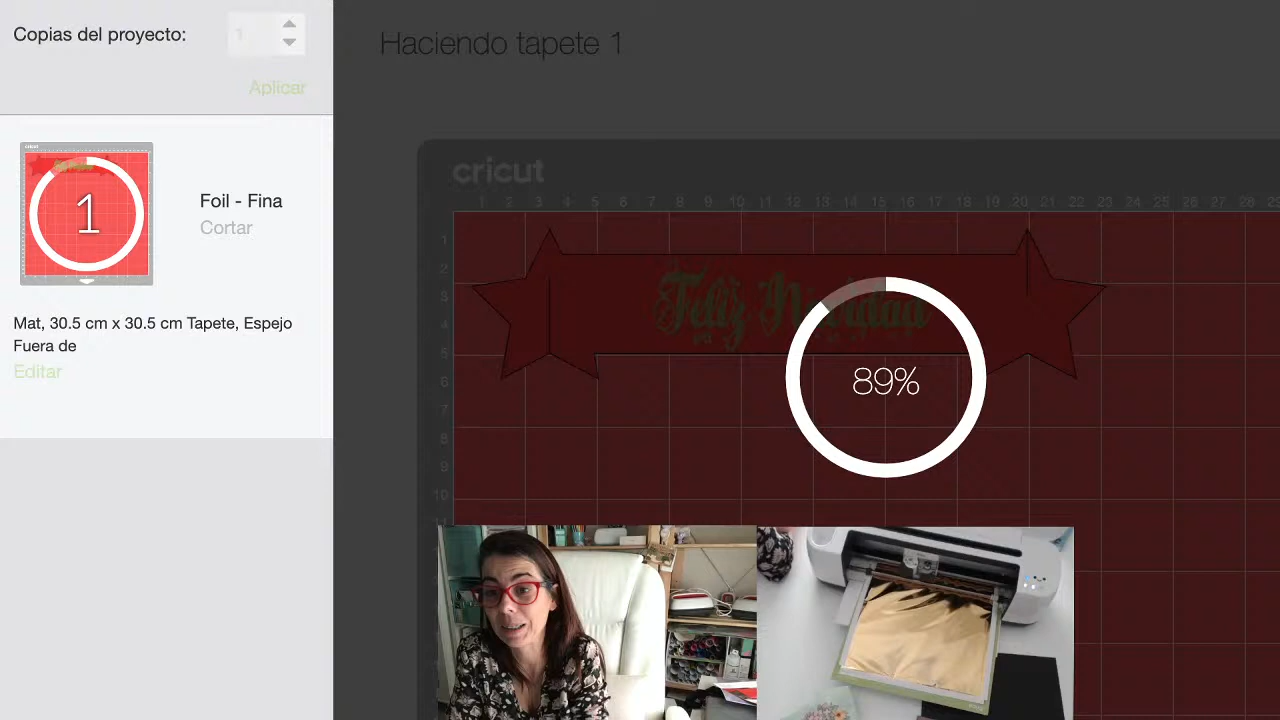 Copias del proyecto:
1
Aplicar
1
Foil - Fina
Cortar
Mat, 30.5 cm x 30.5 cm Tapete, Espejo
Fuera de
Editar
Haciendo tapete 1
cricut
1 2 3 4 5 6 7 8 9 10 11 12 13 14 15 16 17 18 19 20 21 22 23 24 25 26 27 28
1
2
3
4
5
6
7
8
9
10
Feliz Navidad
89%